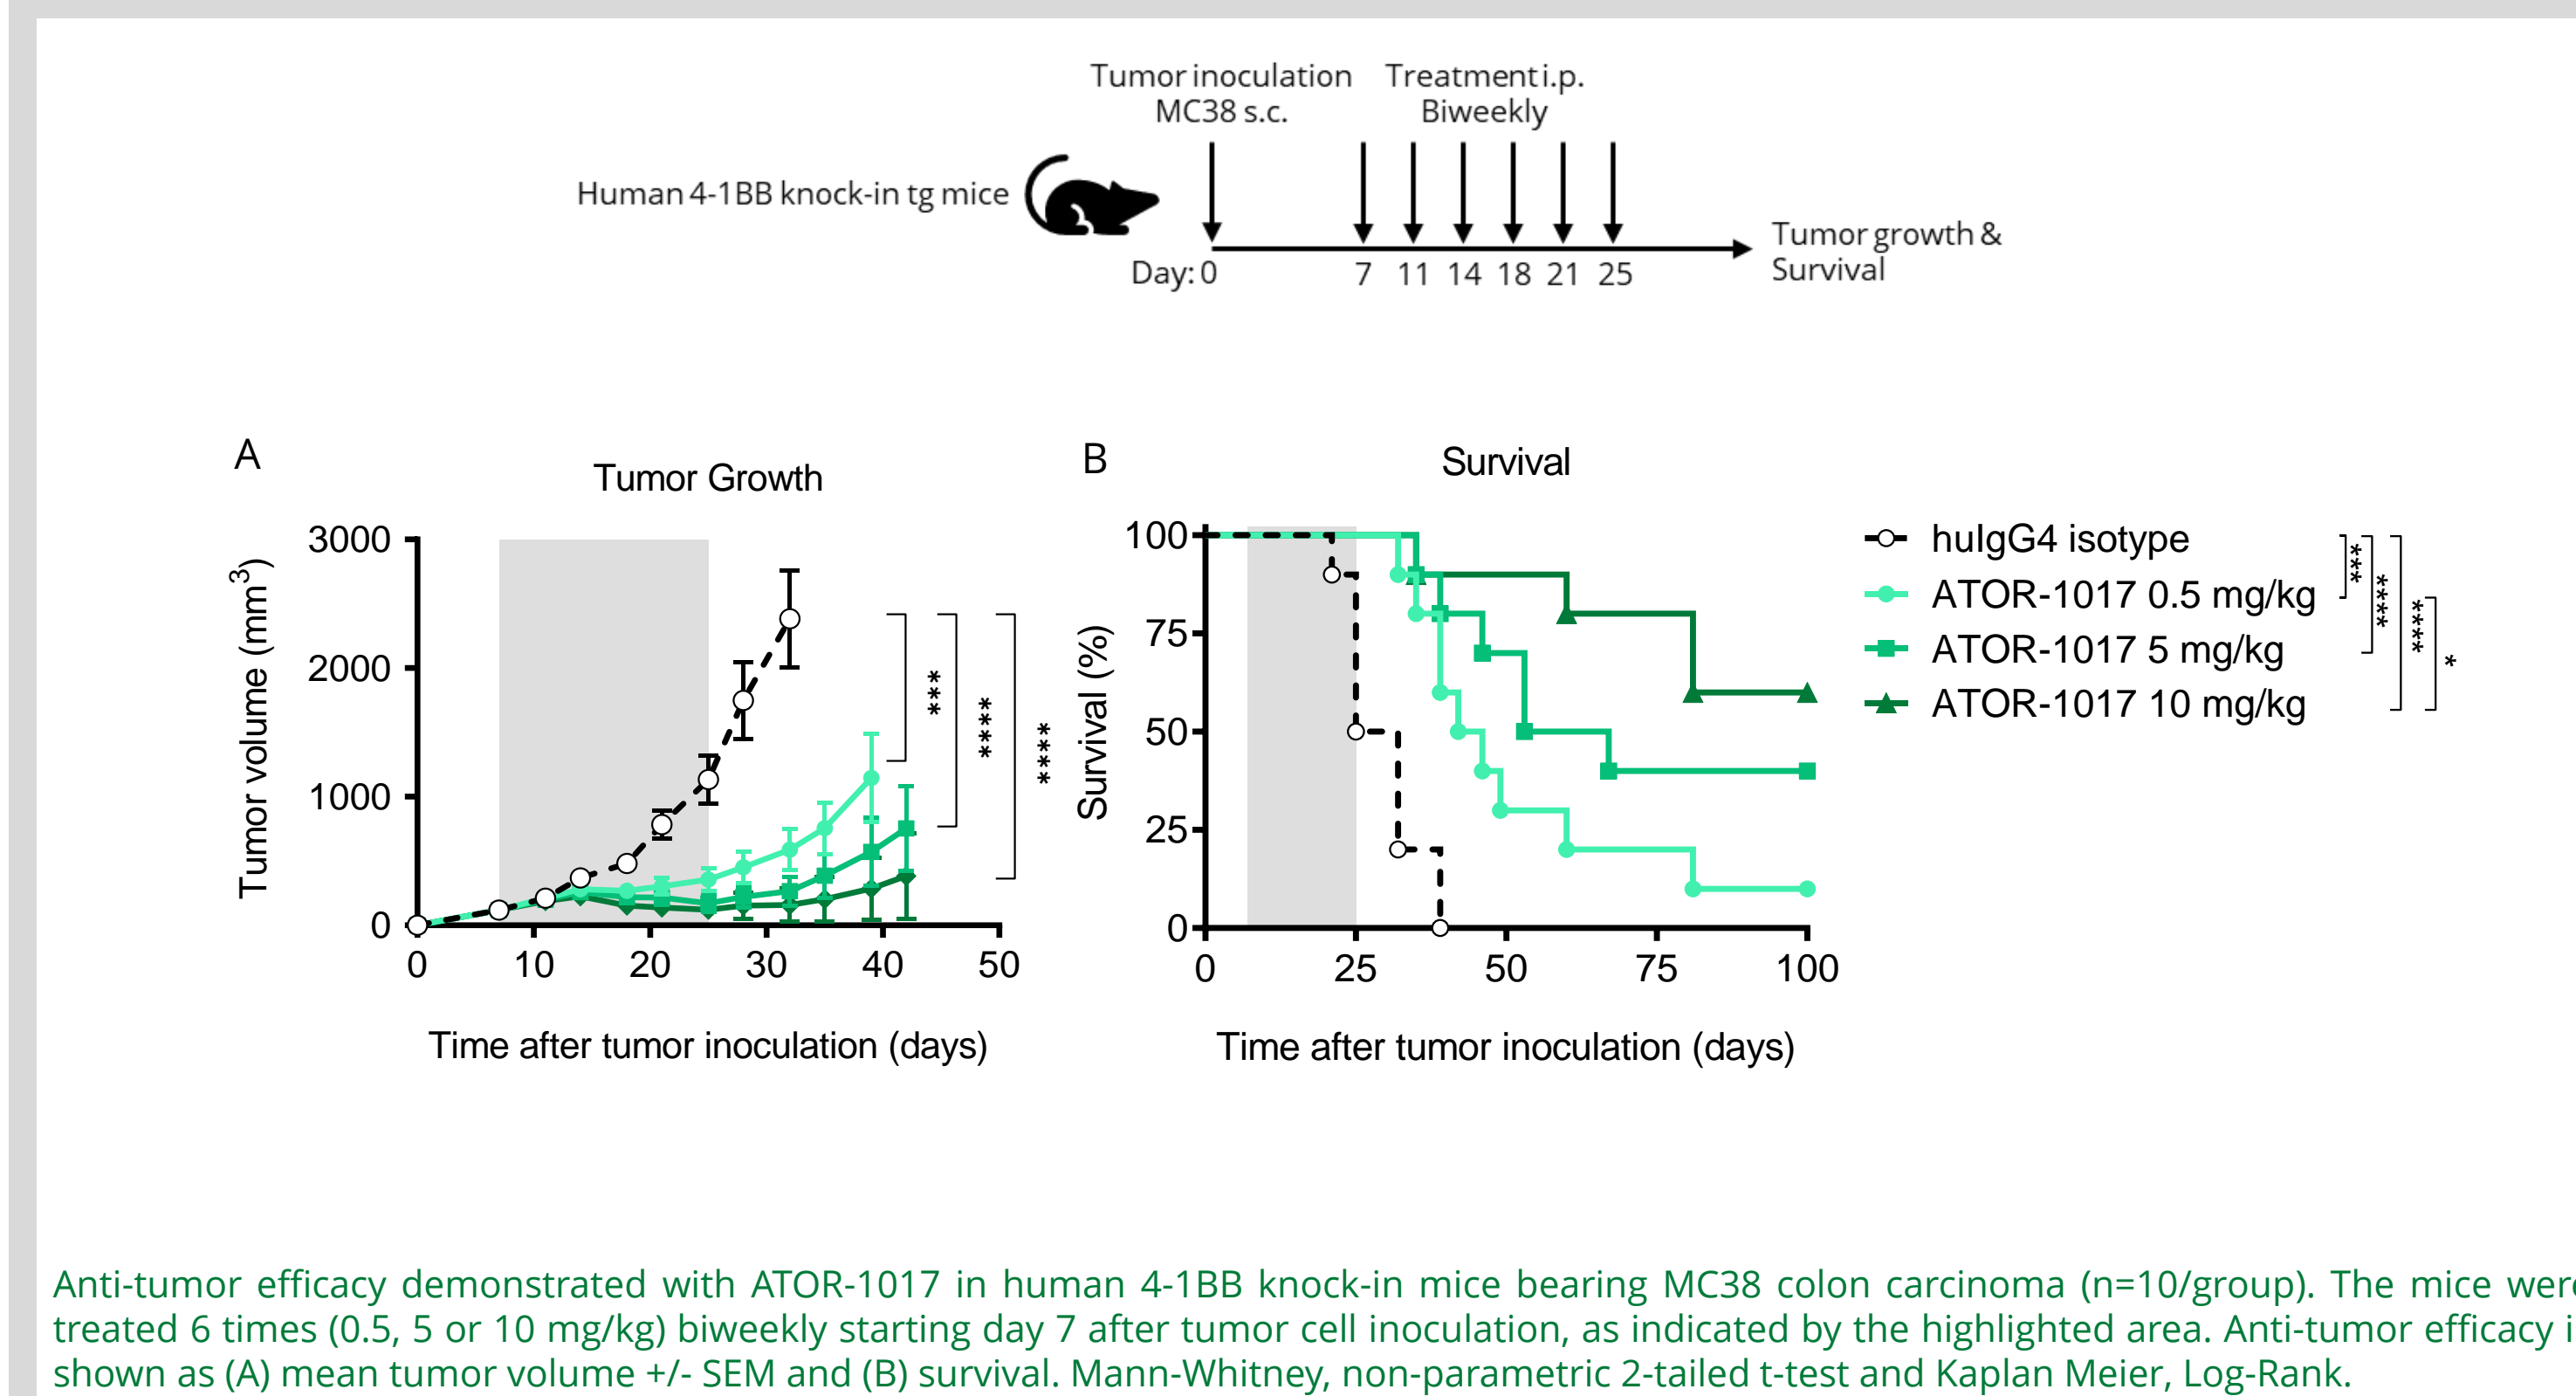 Tumor inoculation
MC38 s.c.
Treatment i.p.
Biweekly
Human 4-1BB knock-in tg mice
Day: 0 7 11 14 18 21 25
Tumor growth &
Survival
A
Tumor Growth
Tumor volume (mm³)
3000
2000
1000
0
0 10 20 30 40 50
Time after tumor inoculation (days)
***
****
****
B
Survival
Survival (%)
100
75
50
25
0
0 25 50 75 100
Time after tumor inoculation (days)
huIgG4 isotype
ATOR-1017 0.5 mg/kg
ATOR-1017 5 mg/kg
ATOR-1017 10 mg/kg
***
****
****
*
Anti-tumor efficacy demonstrated with ATOR-1017 in human 4-1BB knock-in mice bearing MC38 colon carcinoma (n=10/group). The mice wer
treated 6 times (0.5, 5 or 10 mg/kg) biweekly starting day 7 after tumor cell inoculation, as indicated by the highlighted area. Anti-tumor efficacy i
shown as (A) mean tumor volume +/- SEM and (B) survival. Mann-Whitney, non-parametric 2-tailed t-test and Kaplan Meier, Log-Rank.